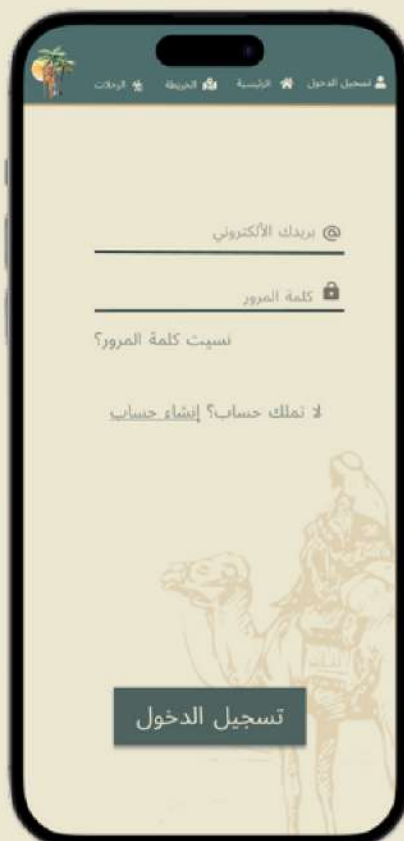 تسجيل الدخول الرئيسية الخريطة الرحلات
@ بريدك الألكتروني
كلمة المرور
نسيت كلمة المرور؟
لا تملك حساب؟ إنشاء حساب
تسجيل الدخول